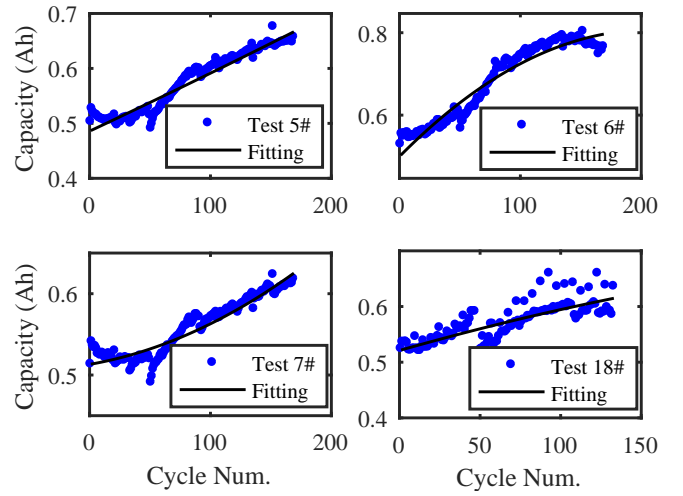 0.7
0.6
0.5
0.4
Capacity (Ah)
Test 5#
Fitting
0
100
200
0.8
0.6
Test 6#
Fitting
0
100
200
0.6
0.5
Capacity (Ah)
Test 7#
Fitting
0
100
200
Cycle Num.
0.6
0.5
0.4
Test 18#
Fitting
0
50
100
150
Cycle Num.